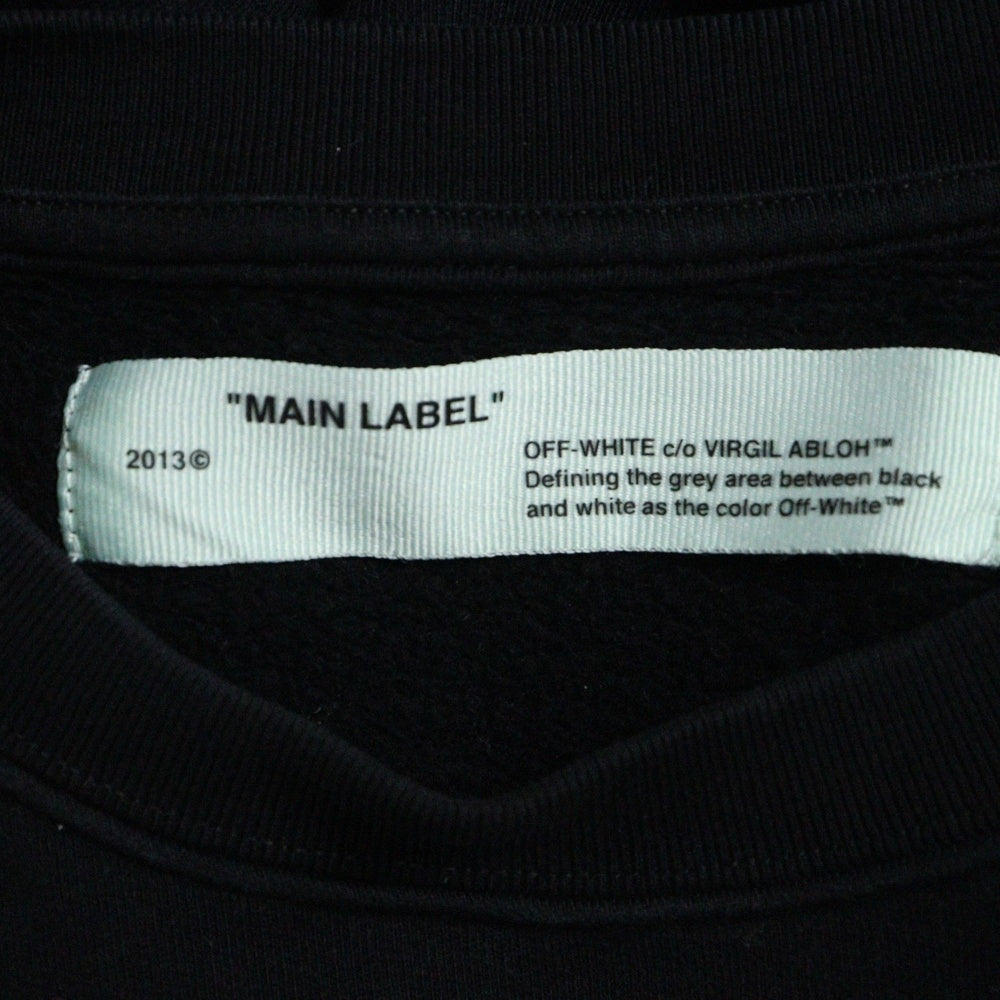 "MAIN LABEL"
2013©
OFF-WHITE c/o VIRGIL ABLOH™
Defining the grey area between black
and white as the color Off-White™